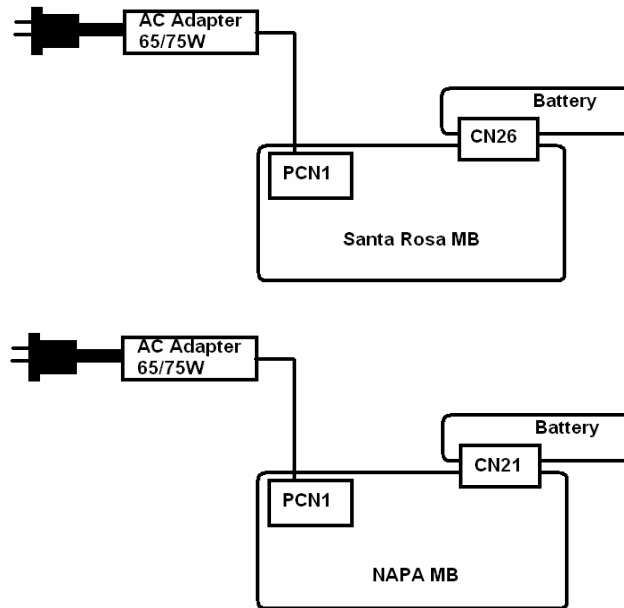 AC Adapter
65/75W
Battery
CN26
PCN1
Santa Rosa MB
AC Adapter
65/75W
Battery
CN21
PCN1
NAPA MB